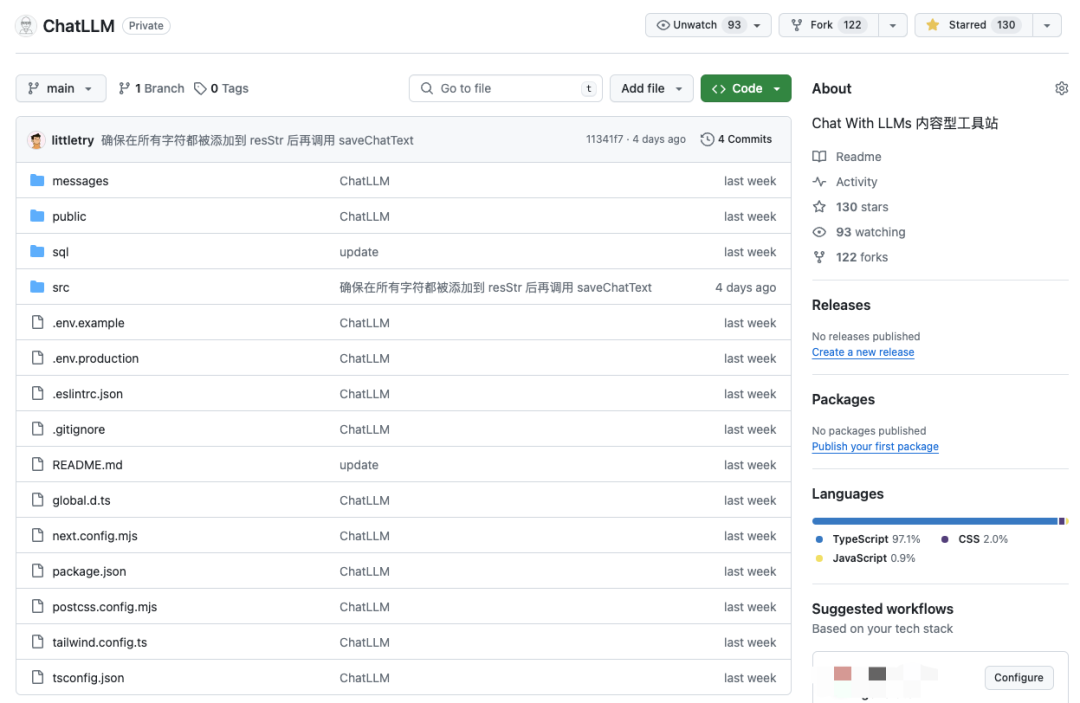 ChatLLM Private
Unwatch 93
Fork 122
Starred 130
main
1 Branch
0 Tags
Go to file t
Add file
Code
littletry 确保在所有字符都被添加到 resStr 后再调用 saveChatText 11341f7 · 4 days ago 4 Commits
messages ChatLLM last week
public ChatLLM last week
sql update last week
src 确保在所有字符都被添加到 resStr 后再调用 saveChatText 4 days ago
.env.example ChatLLM last week
.env.production ChatLLM last week
.eslintrc.json ChatLLM last week
.gitignore ChatLLM last week
README.md update last week
global.d.ts ChatLLM last week
next.config.mjs ChatLLM last week
package.json ChatLLM last week
postcss.config.mjs ChatLLM last week
tailwind.config.ts ChatLLM last week
tsconfig.json ChatLLM last week
About
Chat With LLMs 内容型工具站
Readme
Activity
130 stars
93 watching
122 forks
Releases
No releases published
Create a new release
Packages
No packages published
Publish your first package
Languages
TypeScript 97.1% CSS 2.0%
JavaScript 0.9%
Suggested workflows
Based on your tech stack
Configure